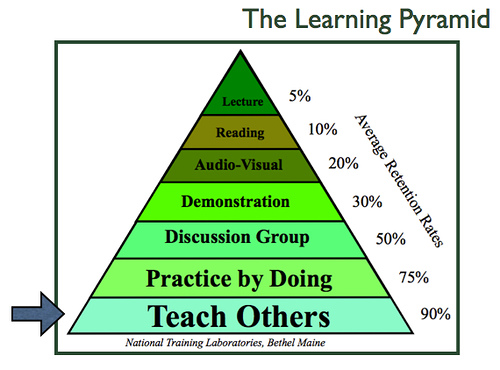 The Learning Pyramid
Lecture 5%
Reading 10%
Audio-Visual 20%
Demonstration 30%
Discussion Group 50%
Practice by Doing 75%
Teach Others 90%
Average Retention Rates
National Training Laboratories, Bethel Maine